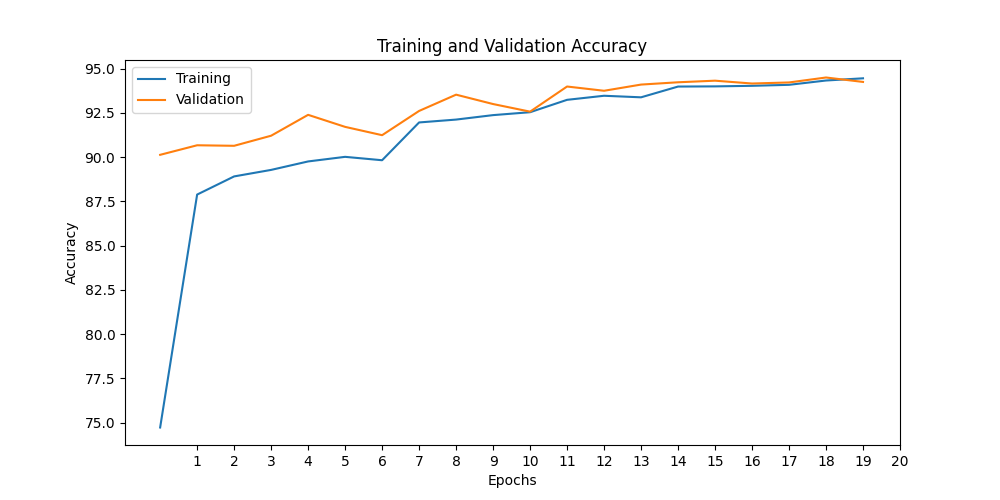 Training and Validation Accuracy
Training
Validation
95.0
92.5
90.0
87.5
85.0
82.5
80.0
77.5
75.0
Accuracy
1 2 3 4 5 6 7 8 9 10 11 12 13 14 15 16 17 18 19 20
Epochs